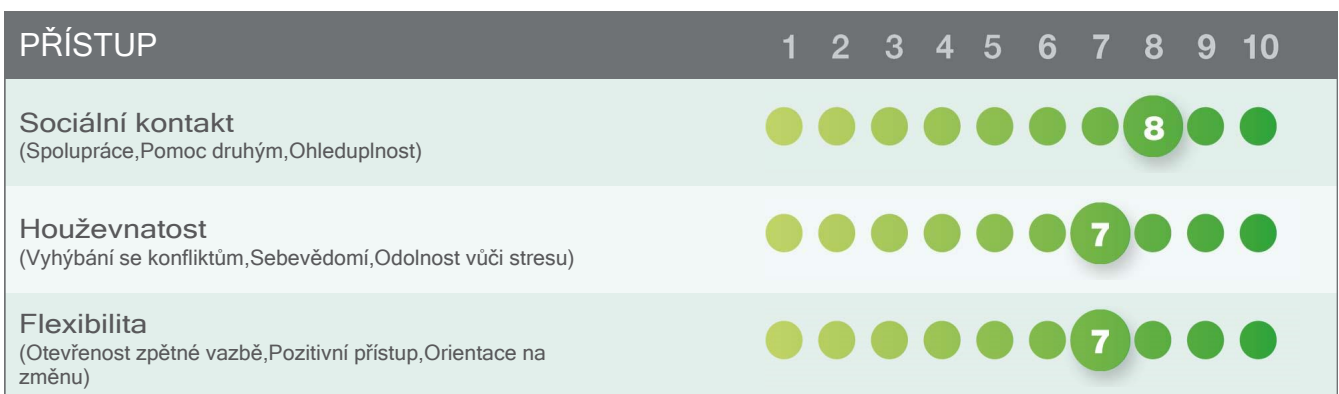 PŘÍSTUP 1 2 3 4 5 6 7 8 9 10
Sociální kontakt
(Spolupráce,Pomoc druhým,Ohleduplnost)
8
Houževnatost
(Vyhýbání se konfliktům,Sebevědomí,Odolnost vůči stresu)
7
Flexibilita
(Otevřenost zpětné vazbě,Pozitivní přístup,Orientace na
změnu)
7